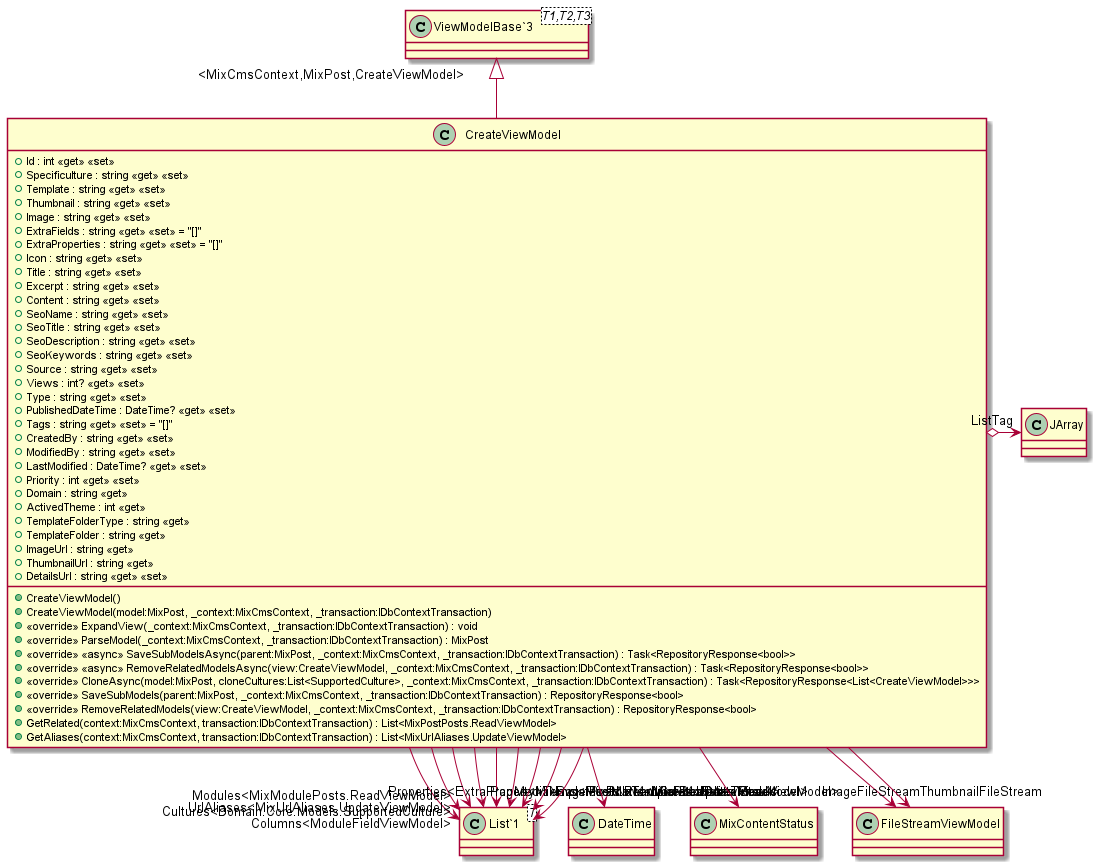 T1,T2,T3
C ViewModelBase`3
<MixCmsContext,MixPost,CreateViewModel>
C CreateViewModel
Id : int «get» «set»
Specificulture : string «get» «set»
Template : string «get» «set»
Thumbnail : string «get» «set»
Image : string «get» «set»
ExtraFields : string «get» «set» = "[]"
ExtraProperties : string «get» «set» = "[]"
Icon : string «get» «set»
Title : string «get» «set»
Excerpt : string «get» «set»
Content : string «get» «set»
SeoName : string «get» «set»
SeoTitle : string «get» «set»
SeoDescription : string «get» «set»
SeoKeywords : string «get» «set»
Source : string «get» «set»
Views : int? «get» «set»
Type : string «get» «set»
PublishedDateTime : DateTime? «get» «set»
Tags : string «get» «set» = "[]"
CreatedBy : string «get» «set»
ModifiedBy : string «get» «set»
LastModified : DateTime? «get» «set»
Priority : int «get» «set»
Domain : string «get»
ActivedTheme : int «get»
TemplateFolderType : string «get»
TemplateFolder : string «get»
ImageUrl : string «get»
ThumbnailUrl : string «get»
DetailsUrl : string «get» «set»
ListTag
C JArray
CreateViewModel()
CreateViewModel(model:MixPost, _context:MixCmsContext, _transaction:IDbContextTransaction)
«override» ExpandView(_context:MixCmsContext, _transaction:IDbContextTransaction) : void
«override» ParseModel(_context:MixCmsContext, _transaction:IDbContextTransaction) : MixPost
«override» «async» SaveSubModelsAsync(parent:MixPost, _context:MixCmsContext, _transaction:IDbContextTransaction) : Task<RepositoryResponse<bool>>
«override» «async» RemoveRelatedModelsAsync(view:CreateViewModel, _context:MixCmsContext, _transaction:IDbContextTransaction) : Task<RepositoryResponse<bool>>
«override» CloneAsync(model:MixPost, cloneCultures:List<SupportedCulture>, _context:MixCmsContext, _transaction:IDbContextTransaction) : Task<RepositoryResponse<List<CreateViewModel>>>
«override» SaveSubModels(parent:MixPost, _context:MixCmsContext, _transaction:IDbContextTransaction) : RepositoryResponse<bool>
«override» RemoveRelatedModels(view:CreateViewModel, _context:MixCmsContext, _transaction:IDbContextTransaction) : RepositoryResponse<bool>
GetRelated(context:MixCmsContext, transaction:IDbContextTransaction) : List<MixPostPosts.ReadViewModel>
GetAliases(context:MixCmsContext, transaction:IDbContextTransaction) : List<MixUrlAliases.UpdateViewModel>
ImageFileStream
ThumbnailFileStream
Modules<MixModulePosts.ReadViewModel>
UrlAliases<MixUrlAliases.UpdateViewModel>
Cultures<Domain.Core.Models.SupportedCulture>
Columns<ModuleFieldViewModel>
C List`1
T
C DateTime
C MixContentStatus
C FileStreamViewModel